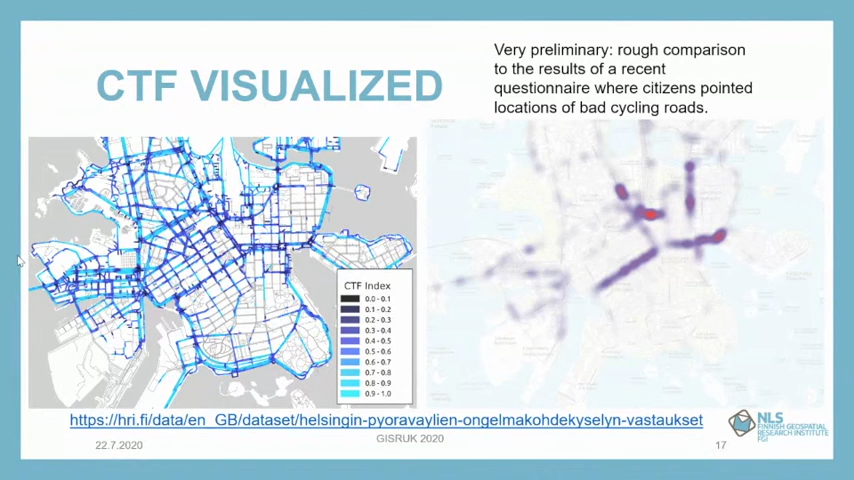 CTF VISUALIZED
Very preliminary: rough comparison
to the results of a recent
questionnaire where citizens pointed
locations of bad cycling roads.
CTF Index
0.0 - 0.1
0.1 - 0.2
0.2 - 0.3
0.3 - 0.4
0.4 - 0.5
0.5 - 0.6
0.6 - 0.7
0.7 - 0.8
0.8 - 0.9
0.9 - 1.0
https://hri.fi/data/en_GB/dataset/helsingin-pyoravaylien-ongelmakohdekyselyn-vastaukset
22.7.2020
GISRUK 2020
17
NLS
FINNISH GEOSPATIAL
RESEARCH INSTITUTE
FGI